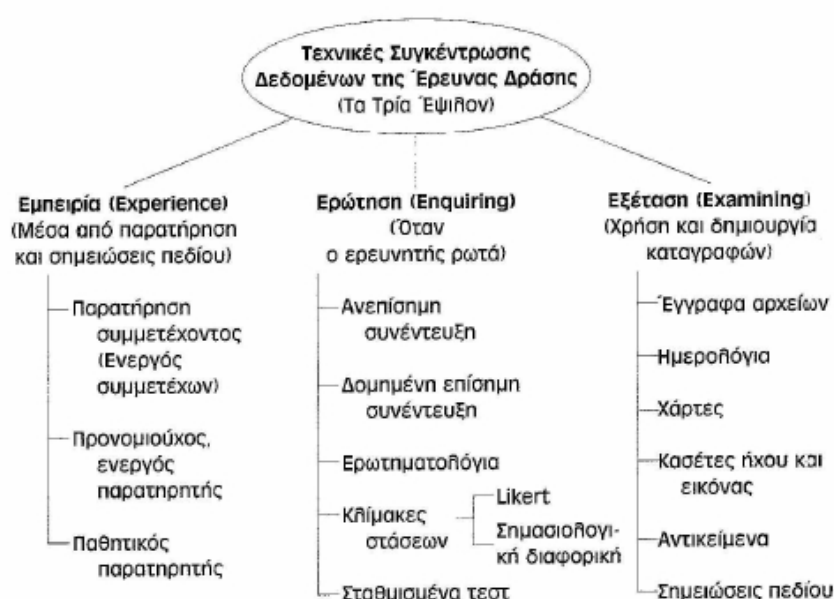 Τεχνικές Συγκέντρωσης
Δεδομένων της Έρευνας Δράσης
(Τα Τρία Έψιλον)
Εμπειρία (Experience)
(Μέσα από παρατήρηση
και σημειώσεις πεδίου)
Παρατήρηση
συμμετέχοντος
(Ενεργός
συμμετέχων)
Προνομιούχος,
ενεργός
παρατηρητής
Παθητικός
παρατηρητής
Ερώτηση (Enquiring)
(Όταν
ο ερευνητής ρωτά)
Ανεπίσημη
συνέντευξη
Δομημένη επίσημη
συνέντευξη
Ερωτηματολόγια
Κλίμακες
στάσεων
Likert
Σημασιολογι-
κή διαφορική
Σταθμισμένα τεστ
Εξέταση (Examining)
(Χρήση και δημιουργία
καταγραφών)
Έγγραφα αρχείων
Ημερολόγια
Χάρτες
Κασέτες ήχου και
εικόνας
Αντικείμενα
Σημειώσεις πεδίου